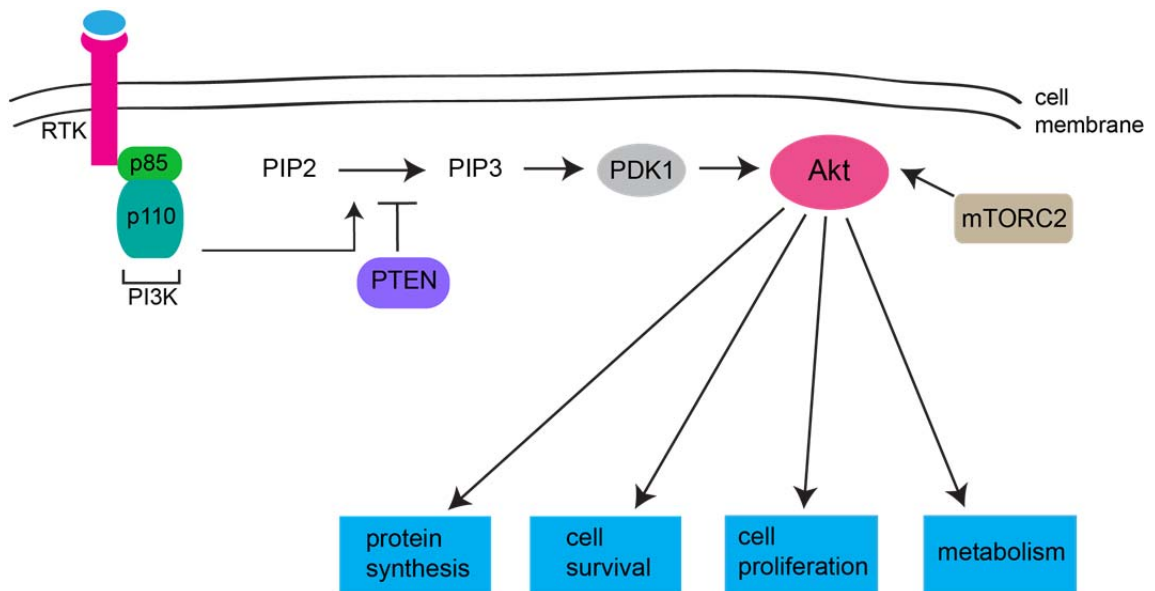 cell
membrane
RTK
p85
p110
PI3K
PIP2
PIP3
PDK1
Akt
mTORC2
PTEN
protein
synthesis
cell
survival
cell
proliferation
metabolism